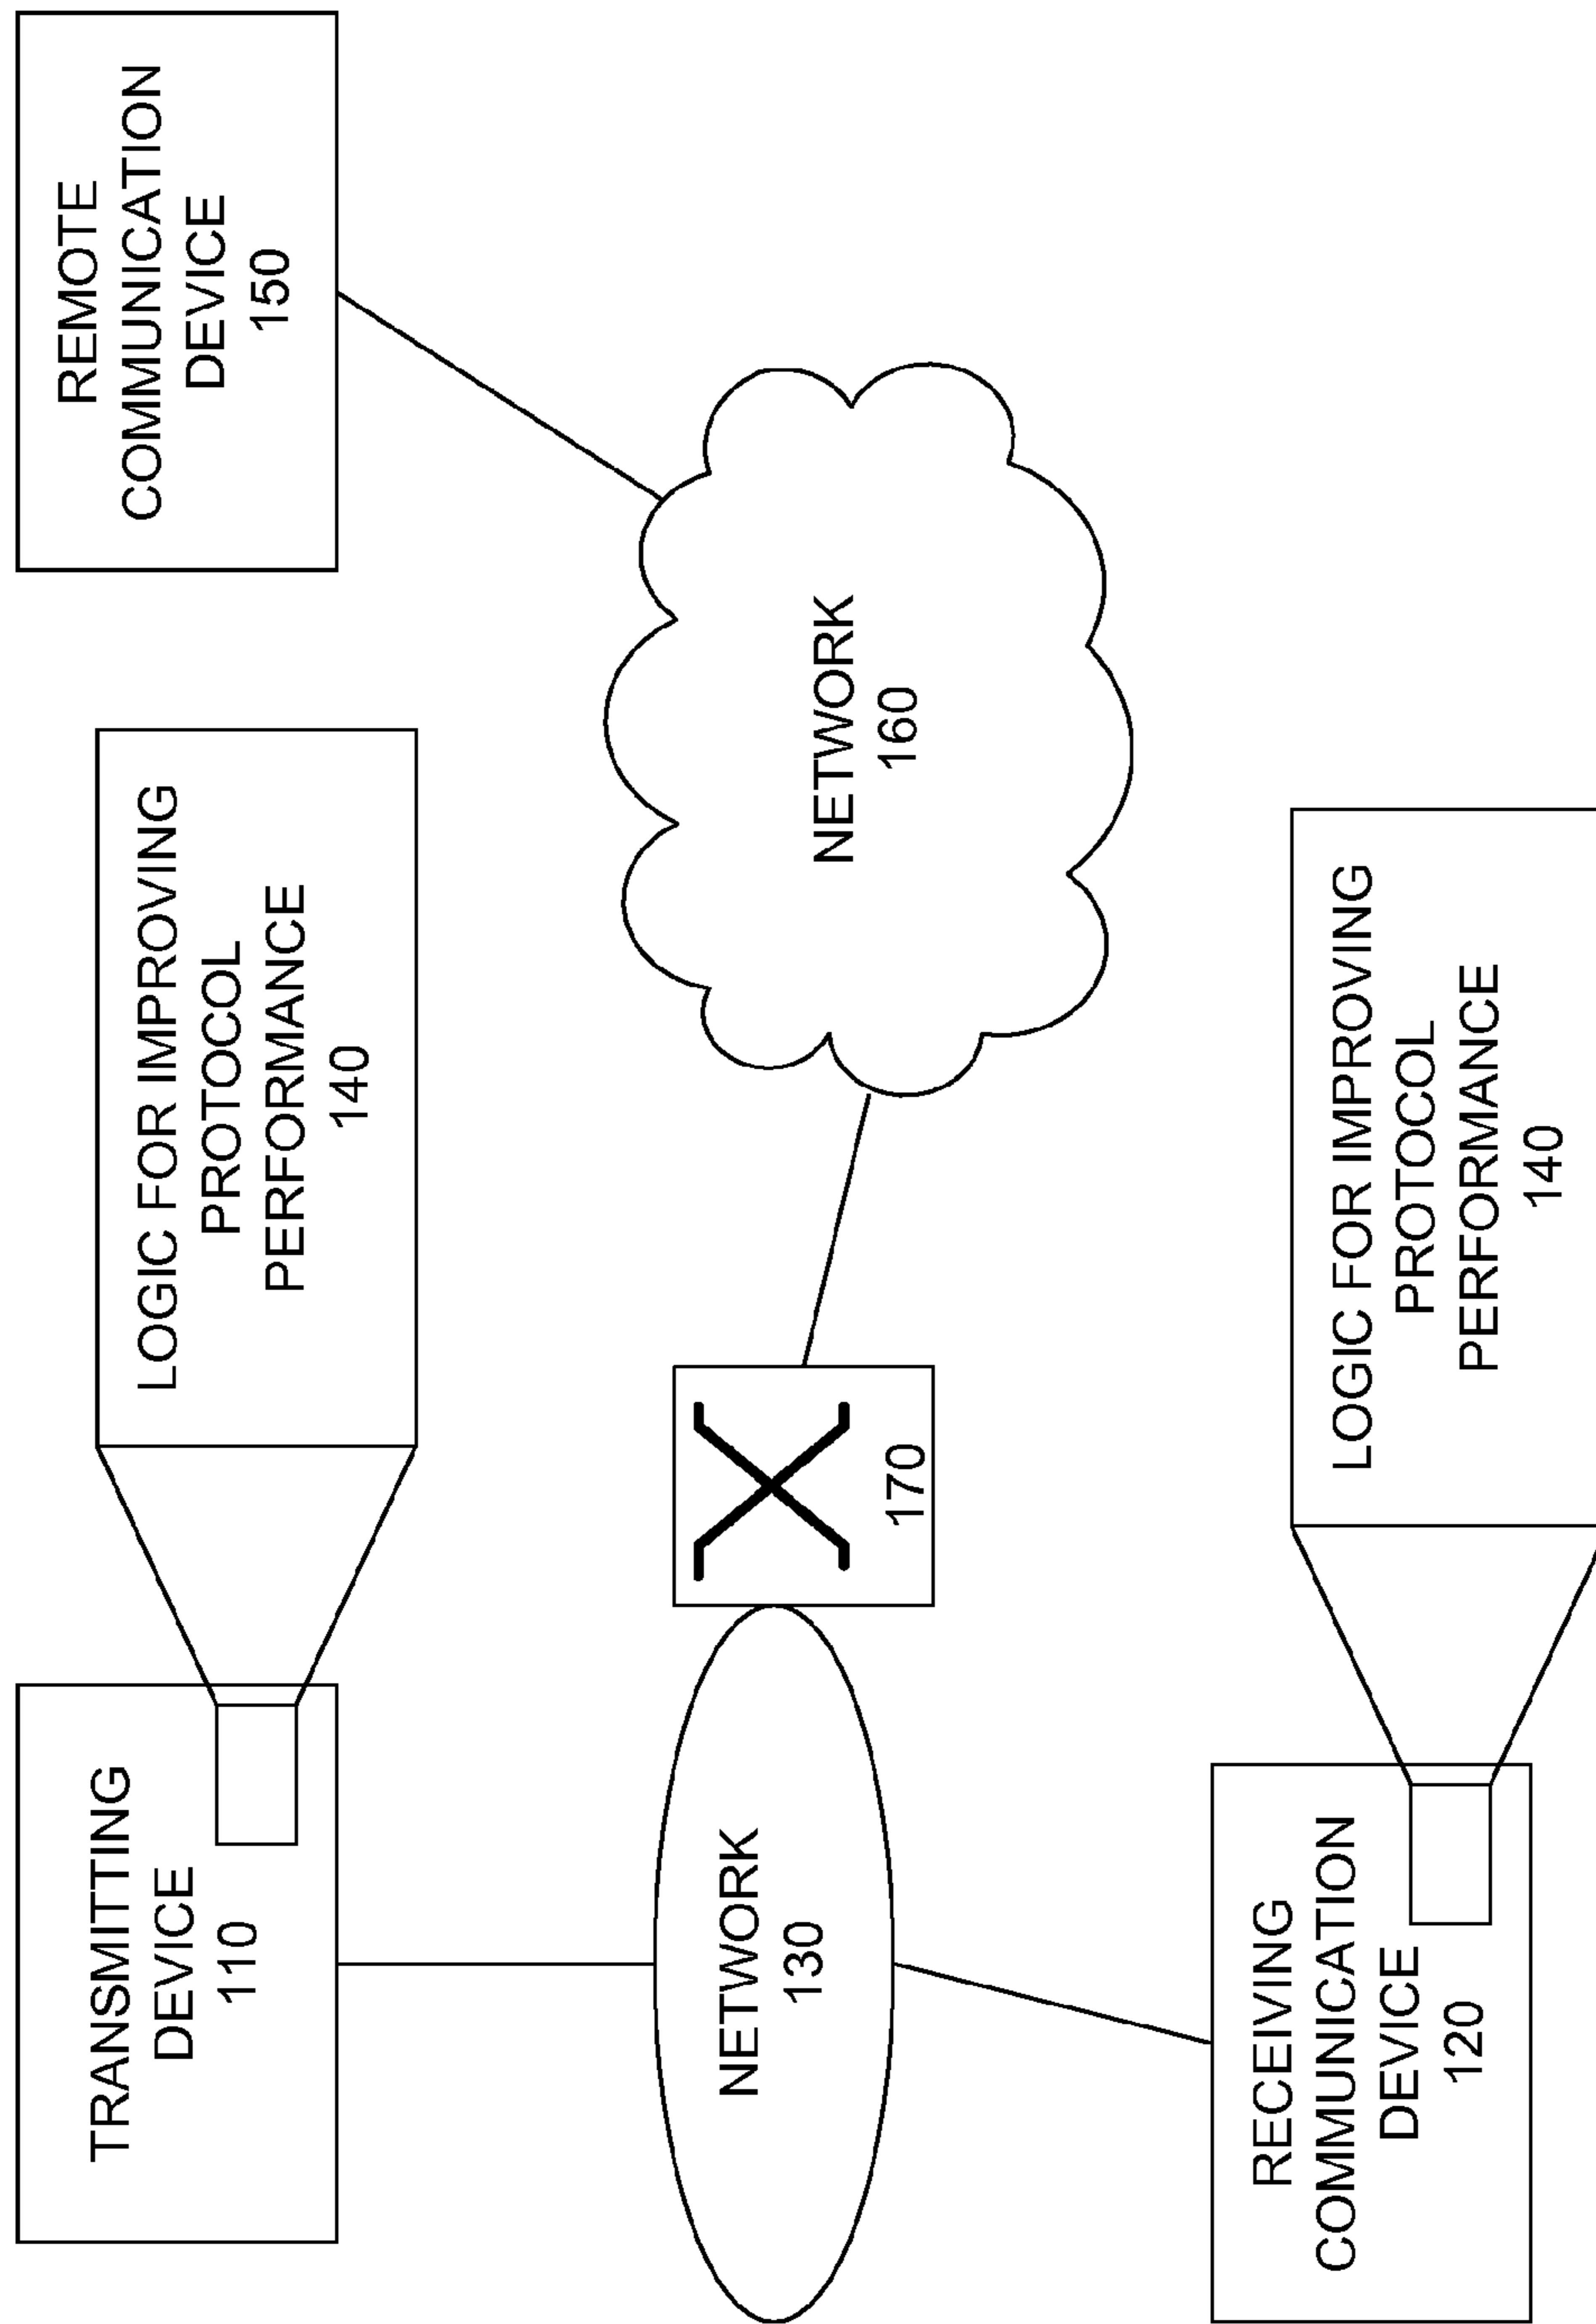 TRANSMITTING
DEVICE
110
LOGIC FOR IMPROVING
PROTOCOL
PERFORMANCE
140
REMOTE
COMMUNICATION
DEVICE
150
NETWORK
130
170
NETWORK
160
RECEIVING
COMMUNICATION
DEVICE
120
LOGIC FOR IMPROVING
PROTOCOL
PERFORMANCE
140